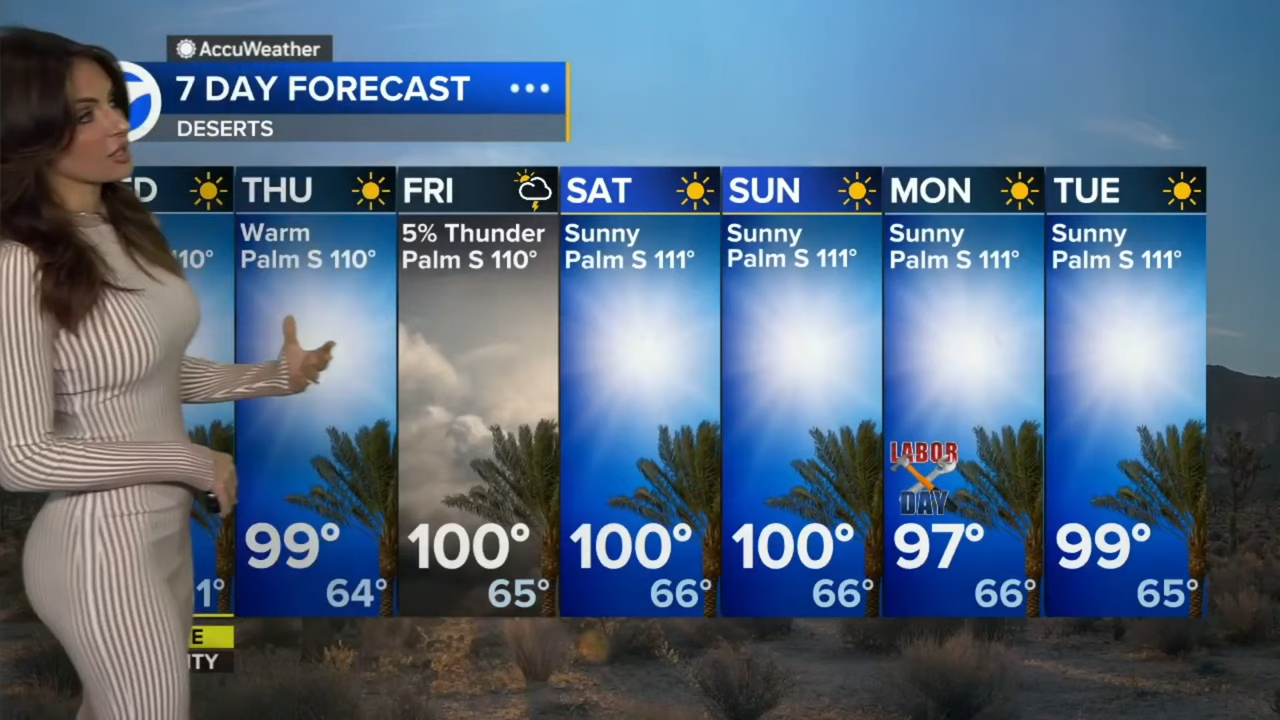 AccuWeather
7 DAY FORECAST
DESERTS
THU
FRI
SAT
SUN
MON
TUE
10°
Warm
Palm S 110°
5% Thunder
Palm S 110°
Sunny
Palm S 111°
Sunny
Palm S 111°
Sunny
Palm S 111°
Sunny
Palm S 111°
LABOR
DAY
99°
100°
100°
100°
97°
99°
1°
64°
65°
66°
66°
66°
65°